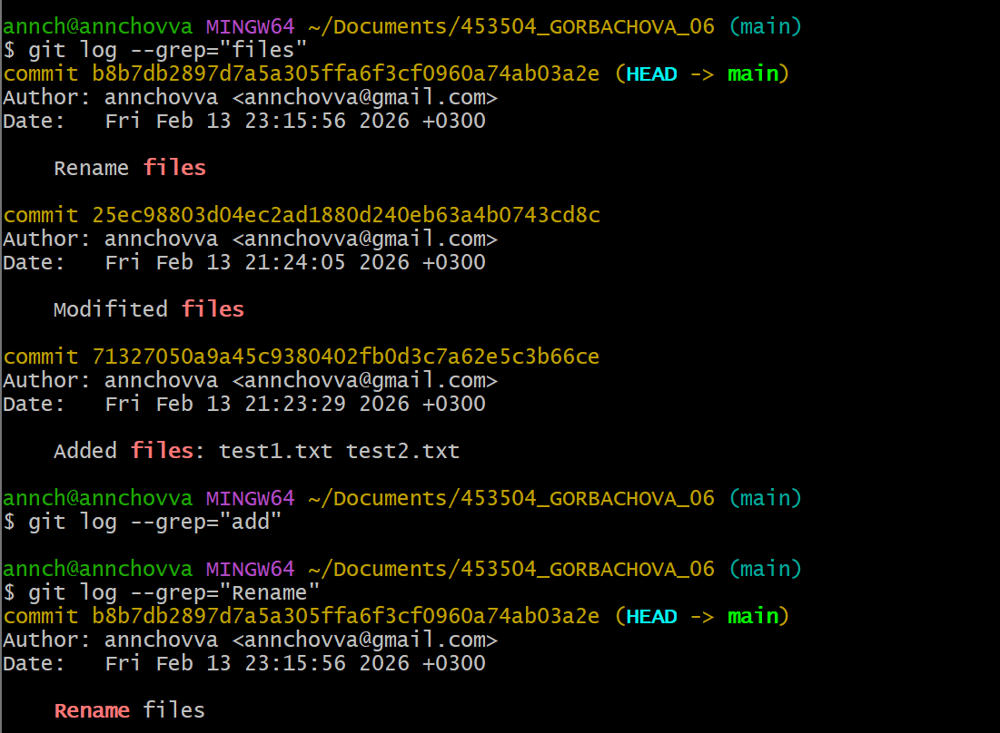 annch@annchovva MINGW64 ~/Documents/453504_GORBACHOVA_06 (main)
$ git log --grep="files"
commit b8b7db2897d7a5a305ffa6f3cf0960a74ab03a2e (HEAD -> main)
Author: annchovva <annchovva@gmail.com>
Date:   Fri Feb 13 23:15:56 2026 +0300

    Rename files

commit 25ec98803d04ec2ad1880d240eb63a4b0743cd8c
Author: annchovva <annchovva@gmail.com>
Date:   Fri Feb 13 21:24:05 2026 +0300

    Modifited files

commit 71327050a9a45c9380402fb0d3c7a62e5c3b66ce
Author: annchovva <annchovva@gmail.com>
Date:   Fri Feb 13 21:23:29 2026 +0300

    Added files: test1.txt test2.txt

annch@annchovva MINGW64 ~/Documents/453504_GORBACHOVA_06 (main)
$ git log --grep="add"

annch@annchovva MINGW64 ~/Documents/453504_GORBACHOVA_06 (main)
$ git log --grep="Rename"
commit b8b7db2897d7a5a305ffa6f3cf0960a74ab03a2e (HEAD -> main)
Author: annchovva <annchovva@gmail.com>
Date:   Fri Feb 13 23:15:56 2026 +0300

    Rename files